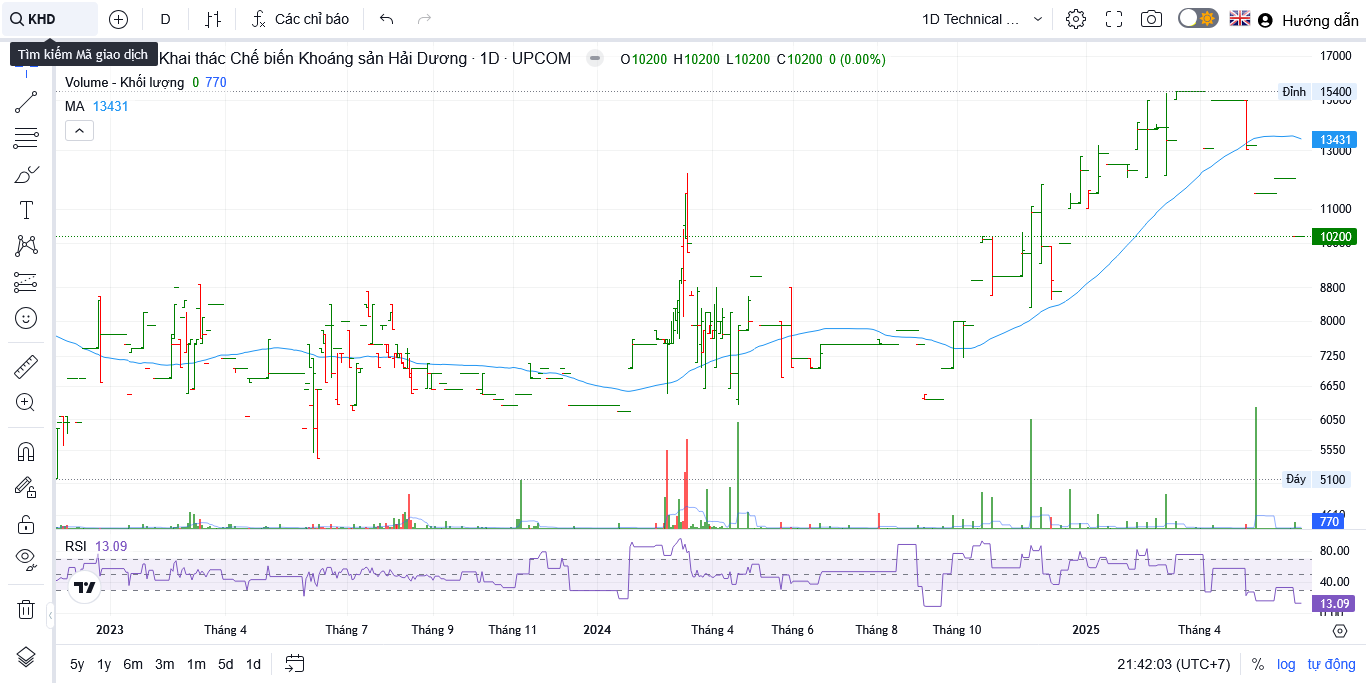 KHD
D
Các chỉ báo
1D Technical ...
Hướng dẫn
Tìm kiếm Mã giao dịch
Khai thác Chế biến Khoáng sản Hải Dương · 1D · UPCOM
O10200 H10200 L10200 C10200 0 (0.00%)
Volume - Khối lượng 0 770
MA 13431
17000
Đỉnh 15400
15000
13431
13000
11000
10200
8800
8000
7250
6650
6050
5550
Đáy 5100
770
RSI 13.09
80.00
40.00
13.09
2023 Tháng 4 Tháng 7 Tháng 9 Tháng 11 2024 Tháng 4 Tháng 6 Tháng 8 Tháng 10 2025 Tháng 4
5y 1y 6m 3m 1m 5d 1d
21:42:03 (UTC+7) % log tự động